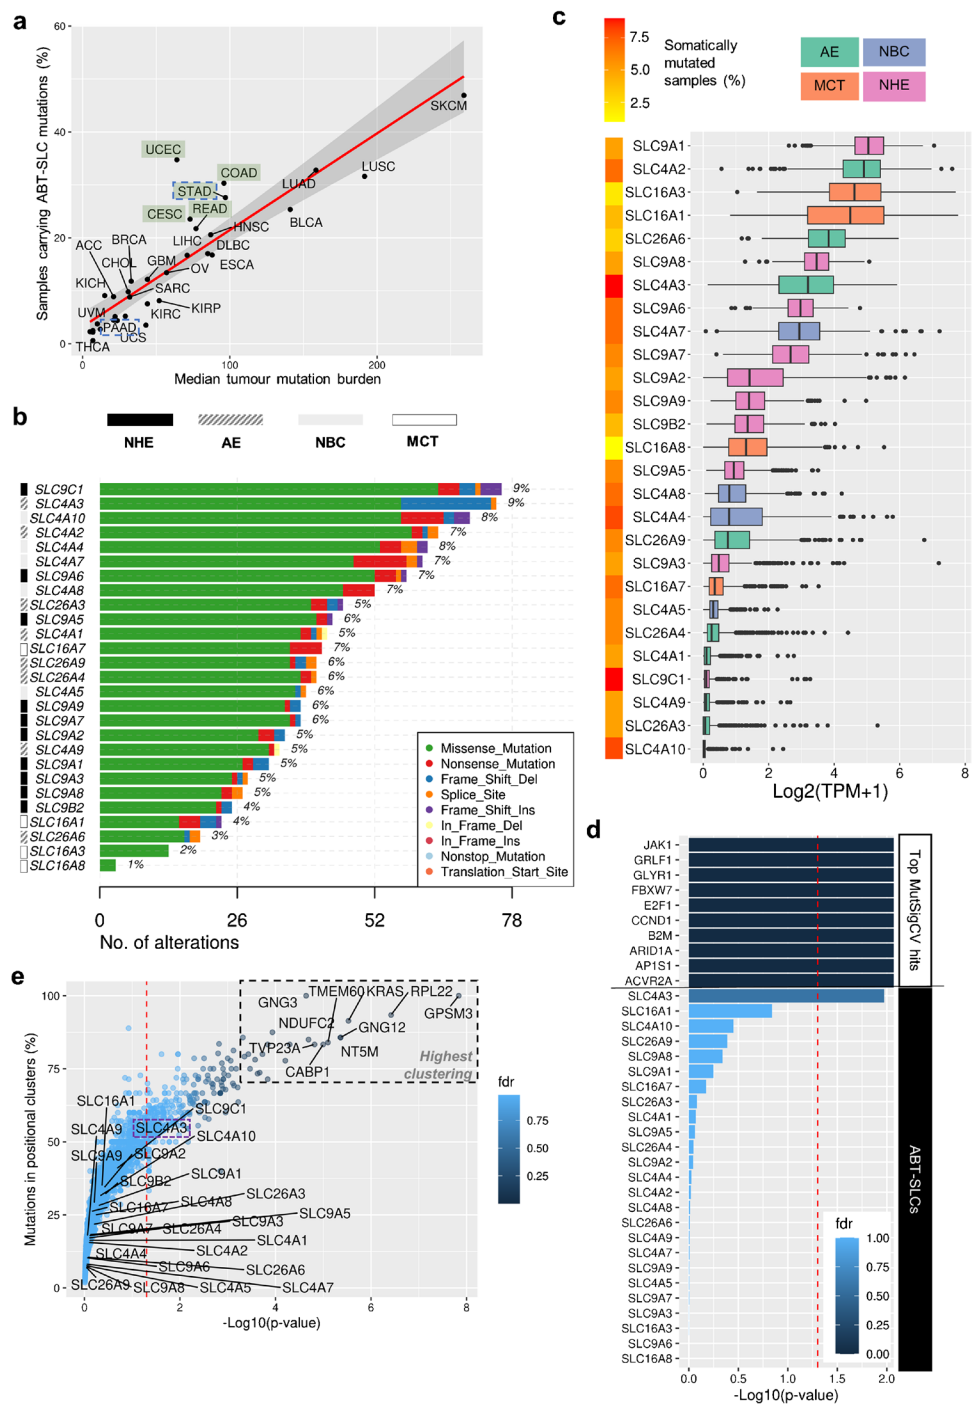 a
Samples carrying ABT-SLC mutations (%)
60
40
20
0
UCEC
COAD
STAD
CESC
READ
SKCM
LUSC
LUAD
BLCA
HNSC
BRCA
ACC
LIHC
DLBC
CHOL
GBM
ESCA
OV
KICH
SARC
UVM
KIRC
KIRP
PAAD
UCS
THCA
0
100
200
Median tumour mutation burden
b
NHE
AE
NBC
MCT
SLC9C1 9%
SLC4A3 9%
SLC4A10 8%
SLC4A2 7%
SLC4A4 8%
SLC4A7 7%
SLC9A6 7%
SLC4A8 7%
SLC26A3 5%
SLC9A5 6%
SLC4A1 5%
SLC16A7 7%
SLC26A9 6%
SLC26A4 6%
SLC4A5 6%
SLC9A9 6%
SLC9A7 6%
SLC9A2 5%
SLC4A9 5%
SLC9A1 5%
SLC9A3 5%
SLC9A8 5%
SLC9B2 4%
SLC16A1 4%
SLC26A6 3%
SLC16A3 2%
SLC16A8 1%
Missense_Mutation
Nonsense_Mutation
Frame_Shift_Del
Splice_Site
Frame_Shift_Ins
In_Frame_Del
In_Frame_Ins
Nonstop_Mutation
Translation_Start_Site
0
26
52
78
No. of alterations
c
7.5
5.0
2.5
Somatically
mutated
samples (%)
AE
NBC
MCT
NHE
SLC9A1
SLC4A2
SLC16A3
SLC16A1
SLC26A6
SLC9A8
SLC4A3
SLC9A6
SLC4A7
SLC9A7
SLC9A2
SLC9A9
SLC9B2
SLC16A8
SLC9A5
SLC4A8
SLC4A4
SLC26A9
SLC9A3
SLC16A7
SLC4A5
SLC26A4
SLC4A1
SLC9C1
SLC4A9
SLC26A3
SLC4A10
0
2
4
6
8
Log2(TPM+1)
d
JAK1
GRLF1
GLYR1
FBXW7
E2F1
CCND1
B2M
ARID1A
AP1S1
ACVR2A
SLC4A3
SLC16A1
SLC4A10
SLC26A9
SLC9A8
SLC9A1
SLC16A7
SLC26A3
SLC4A1
SLC9A5
SLC26A4
SLC9A2
SLC4A4
SLC4A2
SLC4A8
SLC26A6
SLC4A9
SLC4A7
SLC9A9
SLC4A5
SLC9A7
SLC9A3
SLC16A3
SLC9A6
SLC16A8
Top MutSigCV hits
ABT-SLCs
fdr
1.00
0.75
0.50
0.25
0.00
0.0
0.5
1.0
1.5
2.0
-Log10(p-value)
e
Mutations in positional clusters (%)
100
75
50
25
0
TMEM60
KRAS
RPL22
GNG3
GPSM3
NDUFC2
GNG12
TVP23A
NT5M
CABP1
Highest
clustering
SLC16A1
SLC9C1
SLC4A9
SLC4A3
SLC4A10
SLC9A9
SLC9A2
SLC9B2
SLC9A1
SLC26A3
SLC16A7
SLC4A8
SLC9A5
SLC9A3
SLC9A7
SLC26A4
SLC4A1
SLC4A2
SLC4A4
SLC9A6
SLC26A6
SLC26A9
SLC9A8
SLC4A5
SLC4A7
0
2
4
6
8
-Log10(p-value)
fdr
0.75
0.50
0.25